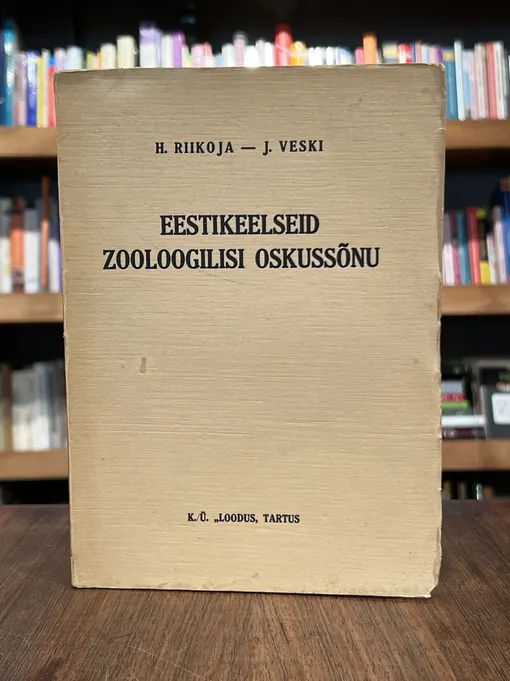 H. RIIKOJA — J. VESKI
EESTIKEELSEID
ZOOLOOGILISI OSKUSSÕNU
K./Ü. „LOODUS, TARTUS